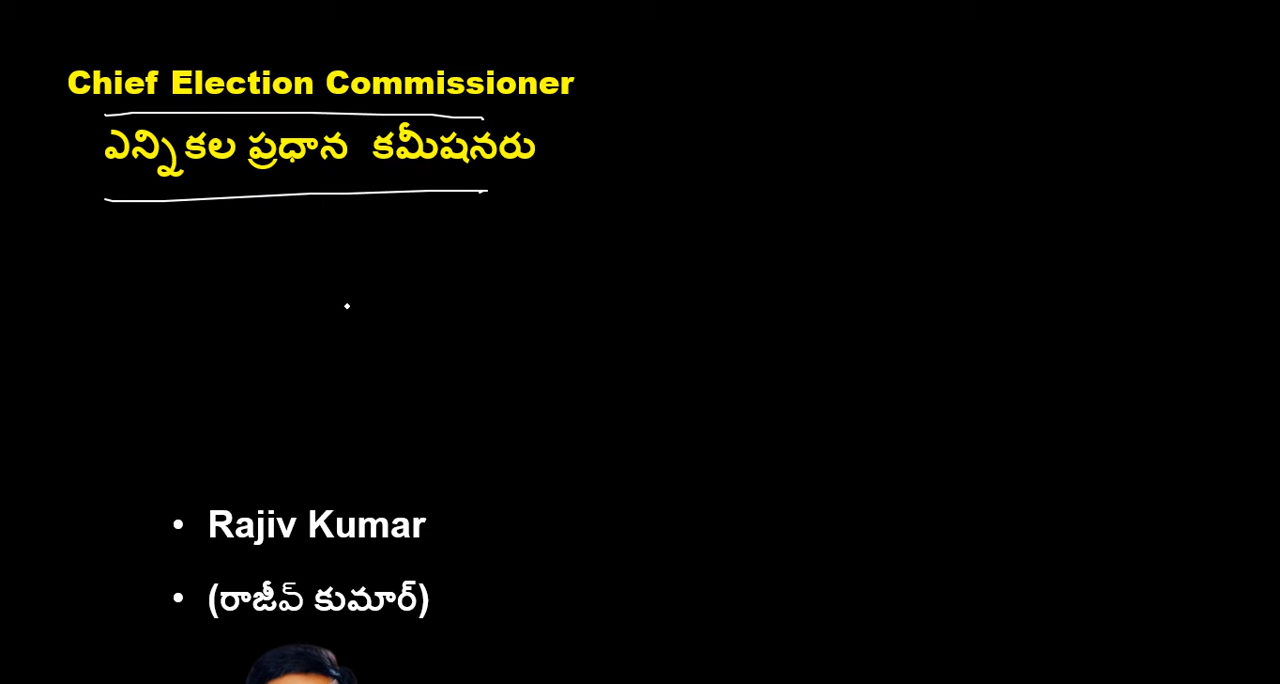 Chief Election Commissioner
ఎన్నికల ప్రధాన కమీషనరు
• Rajiv Kumar
• (రాజీవ్ కుమార్)